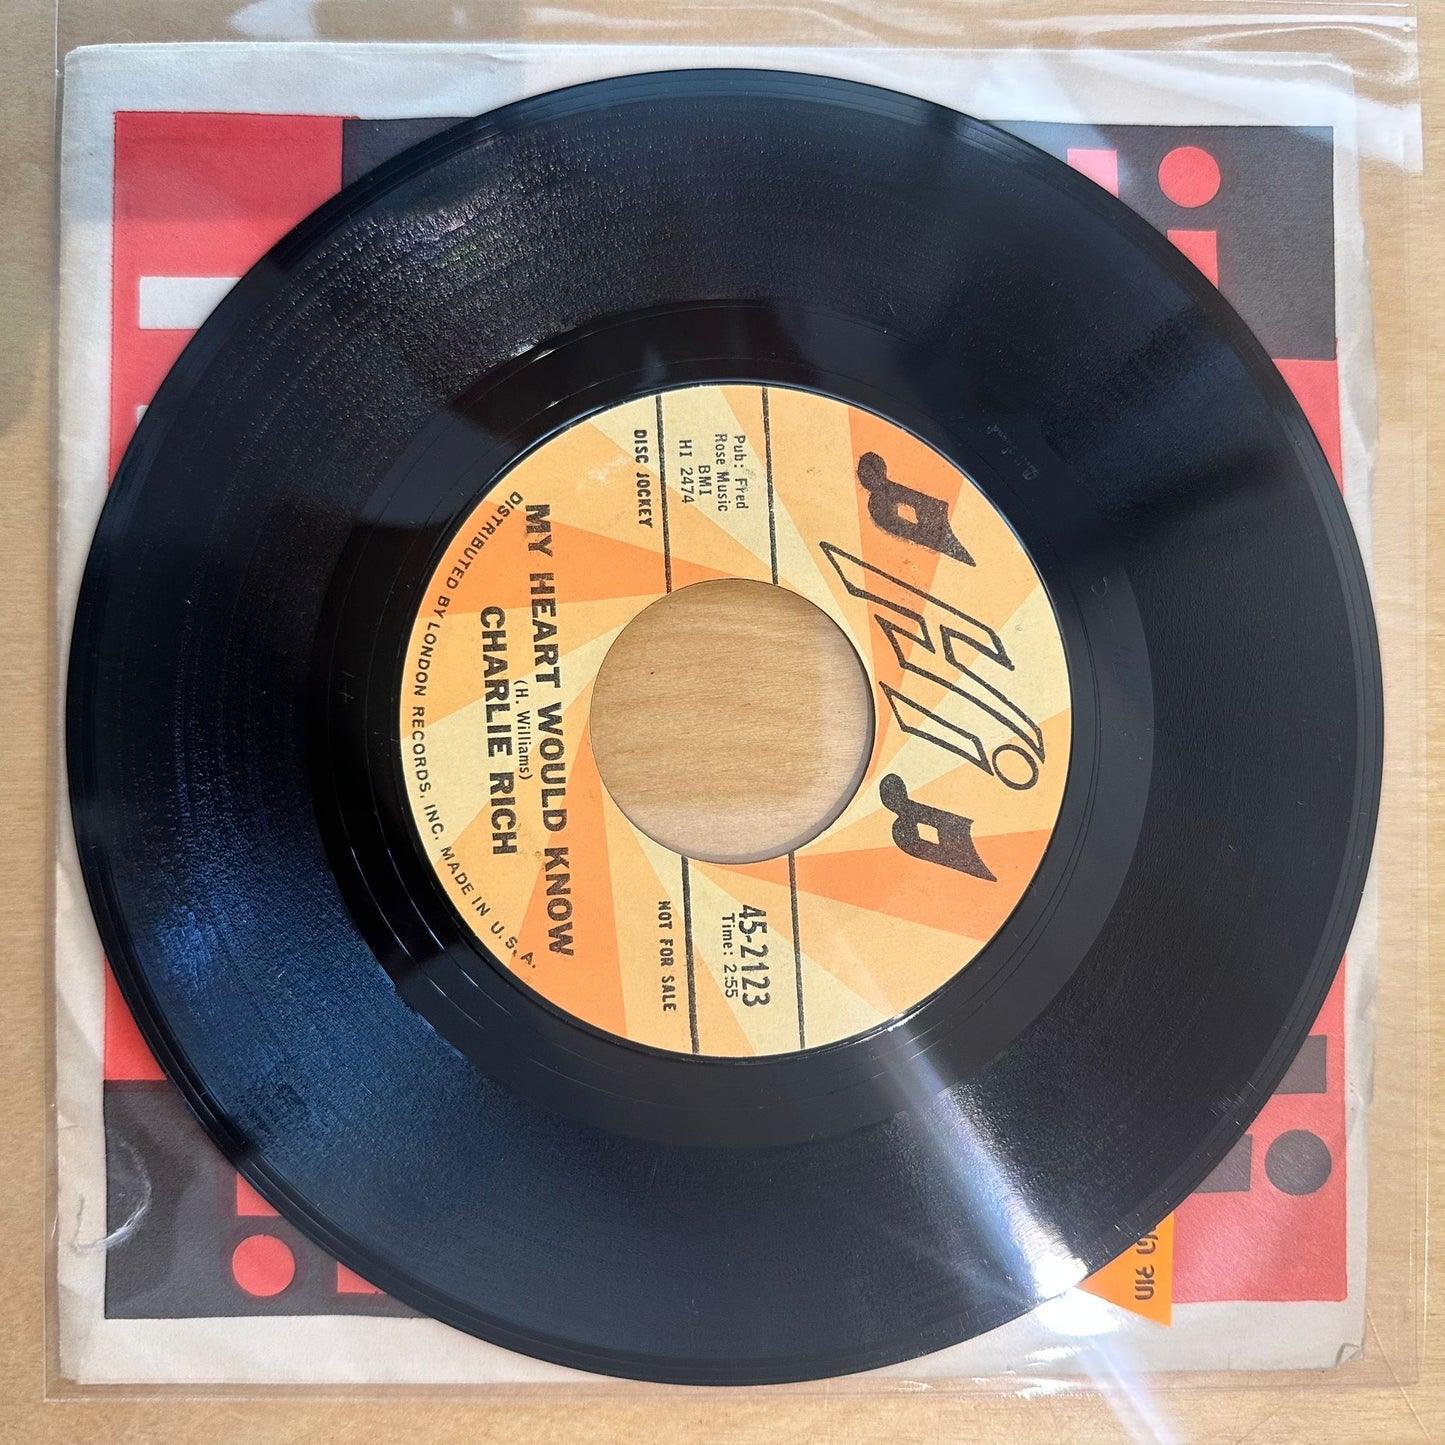 Hi
Pub: Fred
Rose Music
BMI
HI 2474
45-2123
Time: 2:55
DISC JOCKEY
NOT FOR SALE
MY HEART WOULD KNOW
(H. Williams)
CHARLIE RICH
DISTRIBUTED BY LONDON RECORDS, INC. MADE IN U.S.A.